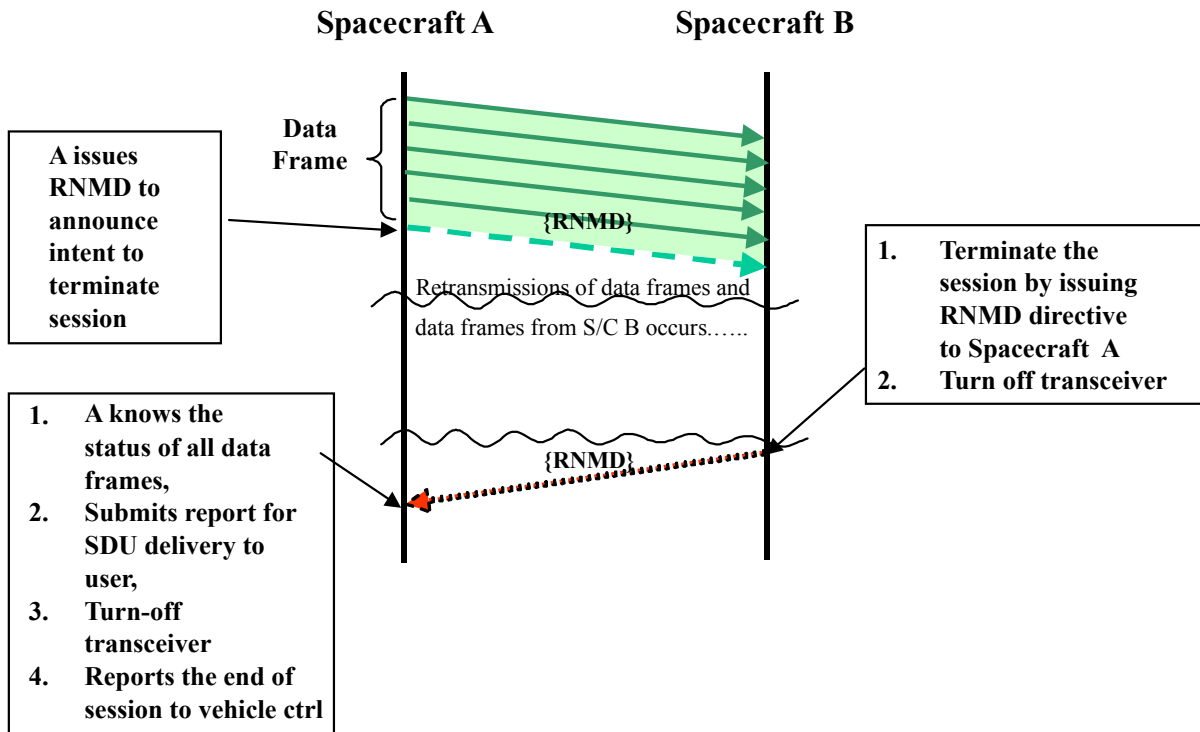 Spacecraft A
Spacecraft B
Data
Frame
A issues
RNMD to
announce
intent to
terminate
session
{RNMD}
Retransmissions of data frames and
data frames from S/C B occurs…...
1. Terminate the
session by issuing
RNMD directive
to Spacecraft A
2. Turn off transceiver
{RNMD}
1. A knows the
status of all data
frames,
2. Submits report for
SDU delivery to
user,
3. Turn-off
transceiver
4. Reports the end of
session to vehicle ctrl